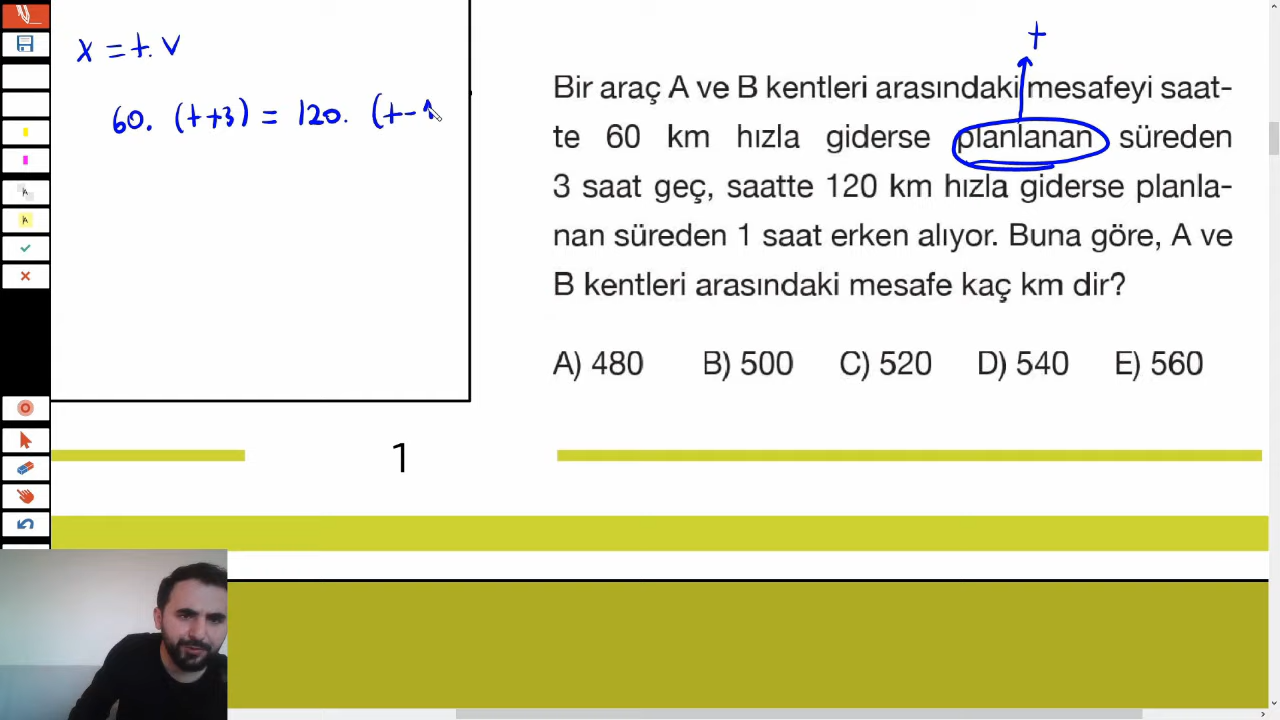 x = t. v
60. (t+3) = 120. (t-1
t
Bir araç A ve B kentleri arasındaki mesafeyi saat-
te 60 km hızla giderse planlanan süreden
3 saat geç, saatte 120 km hızla giderse planla-
nan süreden 1 saat erken alıyor. Buna göre, A ve
B kentleri arasındaki mesafe kaç km dir?
A) 480 B) 500 C) 520 D) 540 E) 560
1